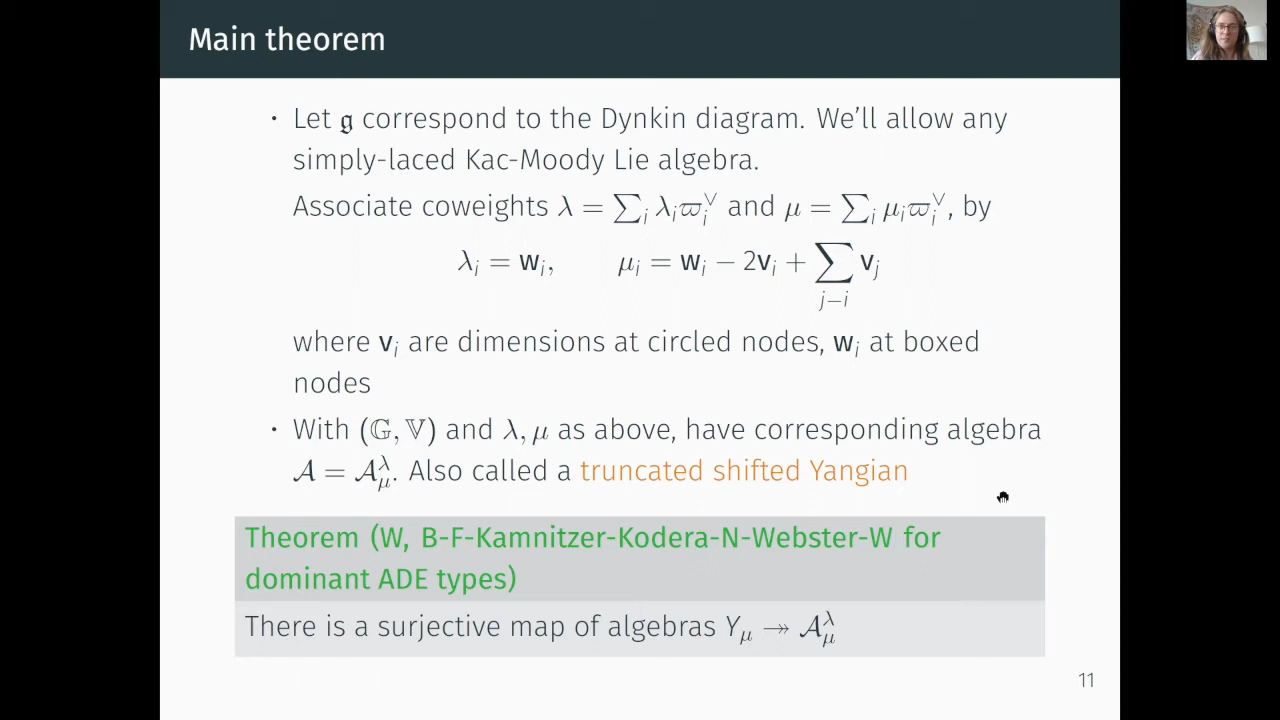 Main theorem
• Let 𝔤 correspond to the Dynkin diagram. We'll allow any
simply-laced Kac-Moody Lie algebra.
Associate coweights λ = ∑ᵢ λᵢϖᵢ^∨ and μ = ∑ᵢ μᵢϖᵢ^∨, by
λᵢ = wᵢ, μᵢ = wᵢ − 2vᵢ + ∑_{j−i} vⱼ
where vᵢ are dimensions at circled nodes, wᵢ at boxed
nodes
• With (𝔾, 𝕍) and λ, μ as above, have corresponding algebra
𝒜 = 𝒜_μ^λ. Also called a truncated shifted Yangian
Theorem (W, B-F-Kamnitzer-Kodera-N-Webster-W for
dominant ADE types)
There is a surjective map of algebras Y_μ ↠ 𝒜_μ^λ
11